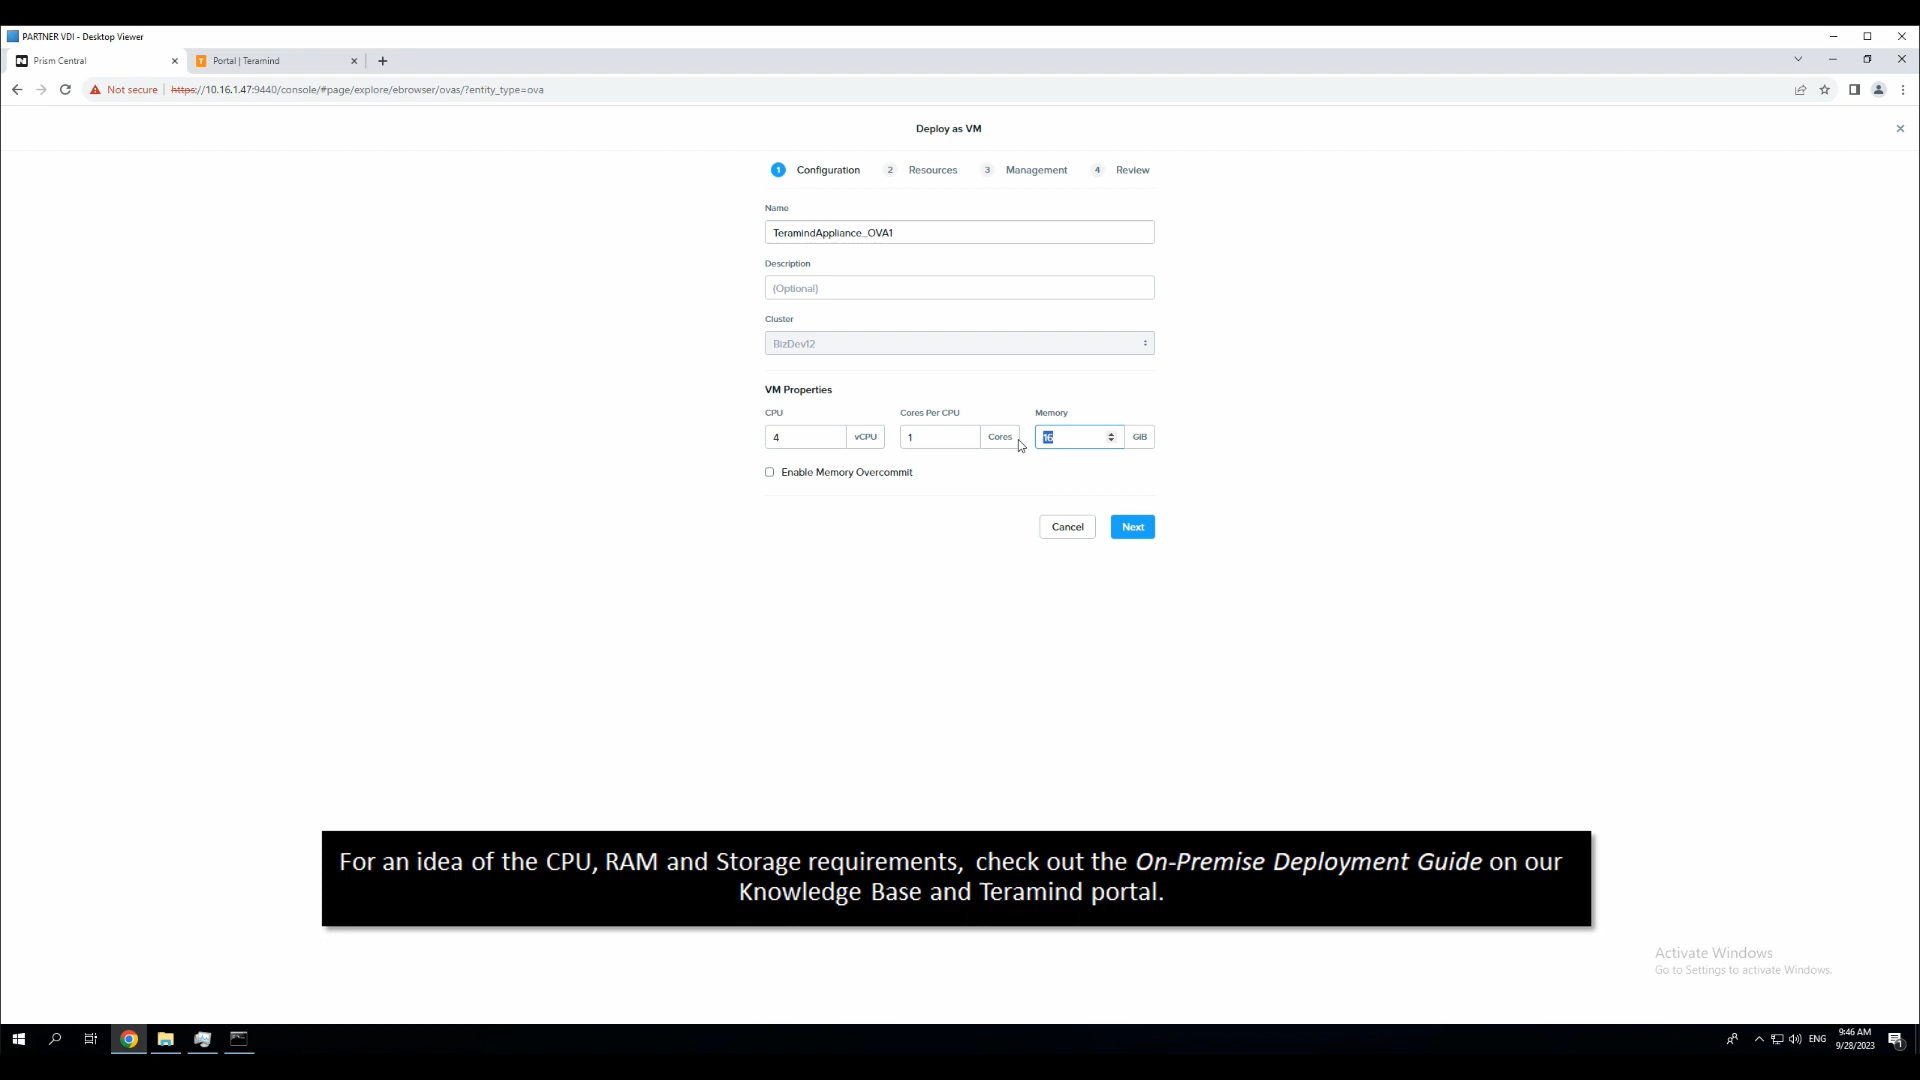 PARTNER VDI - Desktop Viewer
Prism Central
Portal | Teramind
Not secure
https://10.16.1.47:9440/console/#page/explore/ebrowser/ovas/?entity_type=ova
Deploy as VM
1 Configuration 2 Resources 3 Management 4 Review
Name
TeramindAppliance_OVA1
Description
(Optional)
Cluster
BizDev12
VM Properties
CPU Cores Per CPU Memory
4 vCPU 1 Cores 16 GiB
Enable Memory Overcommit
Cancel Next
For an idea of the CPU, RAM and Storage requirements, check out the On-Premise Deployment Guide on our
Knowledge Base and Teramind portal.
Activate Windows
Go to Settings to activate Windows.
ENG
9:46 AM
9/28/2023
1